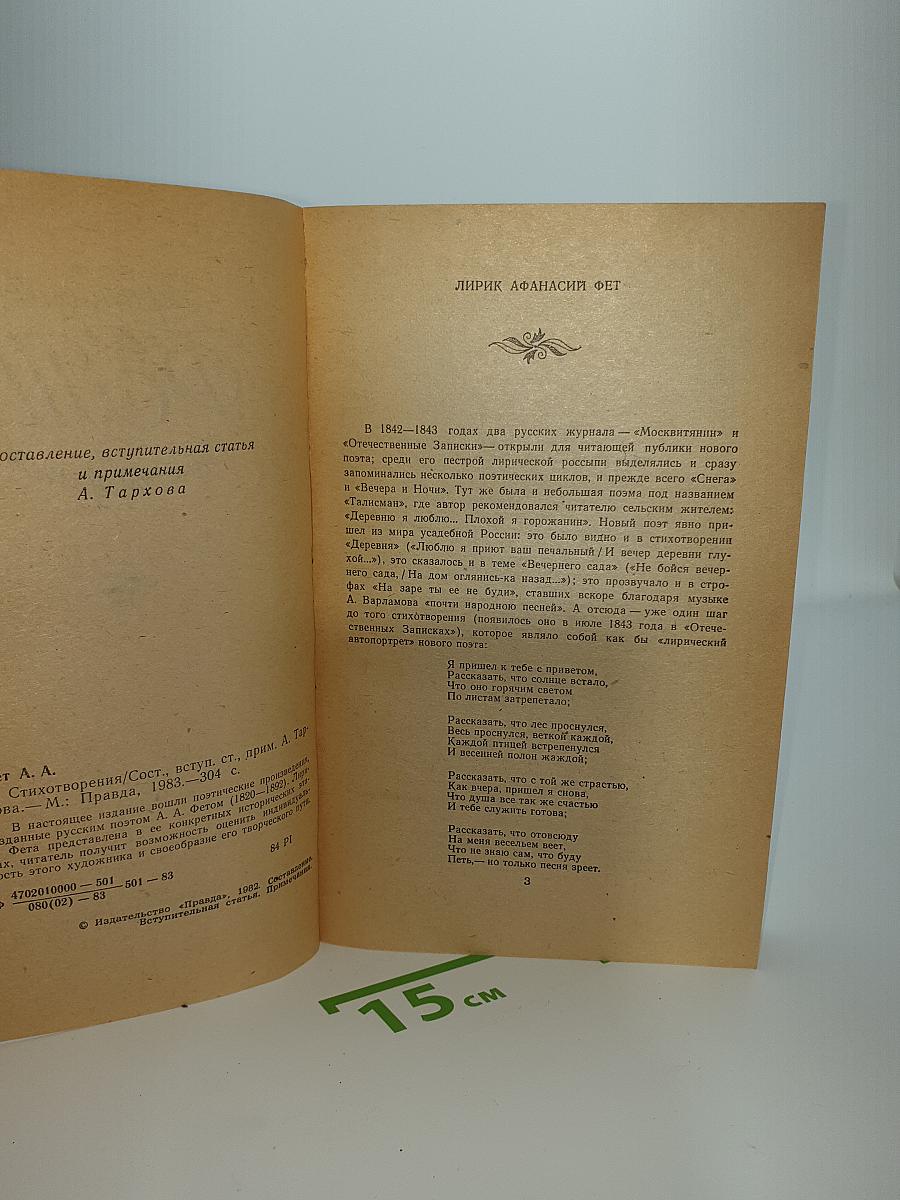 оставление, вступительная статья
и примечания
А. Тархова
ет А. А.
Стихотворения/Сост., вступ. ст., прим. А. Тар-
ова.— М.: Правда, 1983.—304 с.
В настоящее издание вошли поэтические произведения,
зданные русским поэтом А. А. Фетом (1820—1892). Лири-
Фета представлена в ее конкретных исторических эта-
ах, читатель получит возможность оценить индивидуаль-
ость этого художника и своеобразие его творческого пути.
4702010000 — 501
080(02) — 83
501 — 83
84 Р1
© Издательство «Правда», 1982. Составление.
Вступительная статья. Примечания.
ЛИРИК АФАНАСИЙ ФЕТ
В 1842—1843 годах два русских журнала — «Москвитянин» и
«Отечественные Записки»— открыли для читающей публики нового
поэта; среди его пестрой лирической россыпи выделялись и сразу
запоминались несколько поэтических циклов, и прежде всего «Снега»
и «Вечера и Ночи». Тут же была и небольшая поэма под названием
«Талисман», где автор рекомендовался читателю сельским жителем:
«Деревню я люблю... Плохой я горожанин». Новый поэт явно при-
шел из мира усадебной России: это было видно и в стихотворении
«Деревня» («Люблю я приют ваш печальный / И вечер деревни глу-
хой...»), это сказалось и в теме «Вечернего сада» («Не бойся вечер-
него сада, / На дом оглянись-ка назад...»); это прозвучало и в стро-
фах «На заре ты ее не буди», ставших вскоре благодаря музыке
А. Варламова «почти народною песней». А отсюда — уже один шаг
до того стихотворения (появилось оно в июле 1843 года в «Отече-
ственных Записках»), которое являло собой как бы «лирический
автопортрет» нового поэта:
Я пришел к тебе с приветом,
Рассказать, что солнце встало,
Что оно горячим светом
По листам затрепетало;
Рассказать, что лес проснулся,
Весь проснулся, веткой каждой,
Каждой птицей встрепенулся
И весенней полон жаждой;
Рассказать, что с той же страстью,
Как вчера, пришел я снова,
Что душа все так же счастью
И тебе служить готова;
Рассказать, что отовсюду
На меня весельем веет,
Что не знаю сам, что буду
Петь,— но только песня зреет.
3
15 см